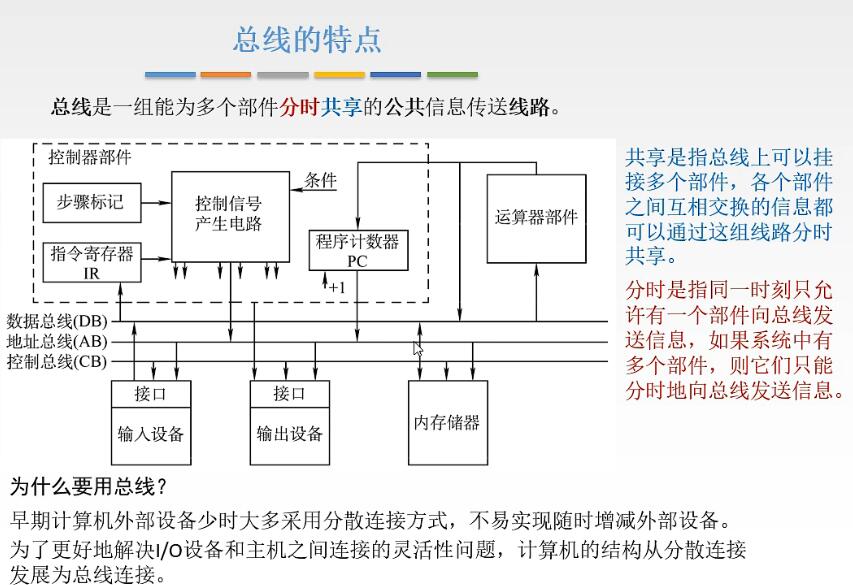 总线的特点
总线是一组能为多个部件分时共享的公共信息传送线路。
控制器部件
步骤标记
控制信号
产生电路
条件
指令寄存器
IR
程序计数器
PC
+1
运算器部件
数据总线(DB)
地址总线(AB)
控制总线(CB)
接口
输入设备
接口
输出设备
内存储器
共享是指总线上可以挂
接多个部件，各个部件
之间互相交换的信息都
可以通过这组线路分时
共享。
分时是指同一时刻只允
许有一个部件向总线发
送信息，如果系统中有
多个部件，则它们只能
分时地向总线发送信息。
为什么要用总线？
早期计算机外部设备少时大多采用分散连接方式，不易实现随时增减外部设备。
为了更好地解决I/O设备和主机之间连接的灵活性问题，计算机的结构从分散连接
发展为总线连接。